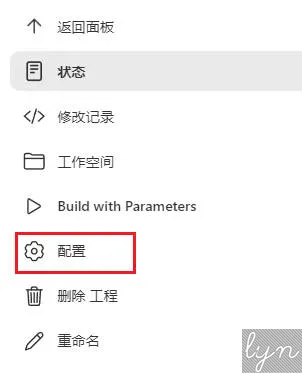 返回面板
状态
修改记录
工作空间
Build with Parameters
配置
删除 工程
重命名
lyn